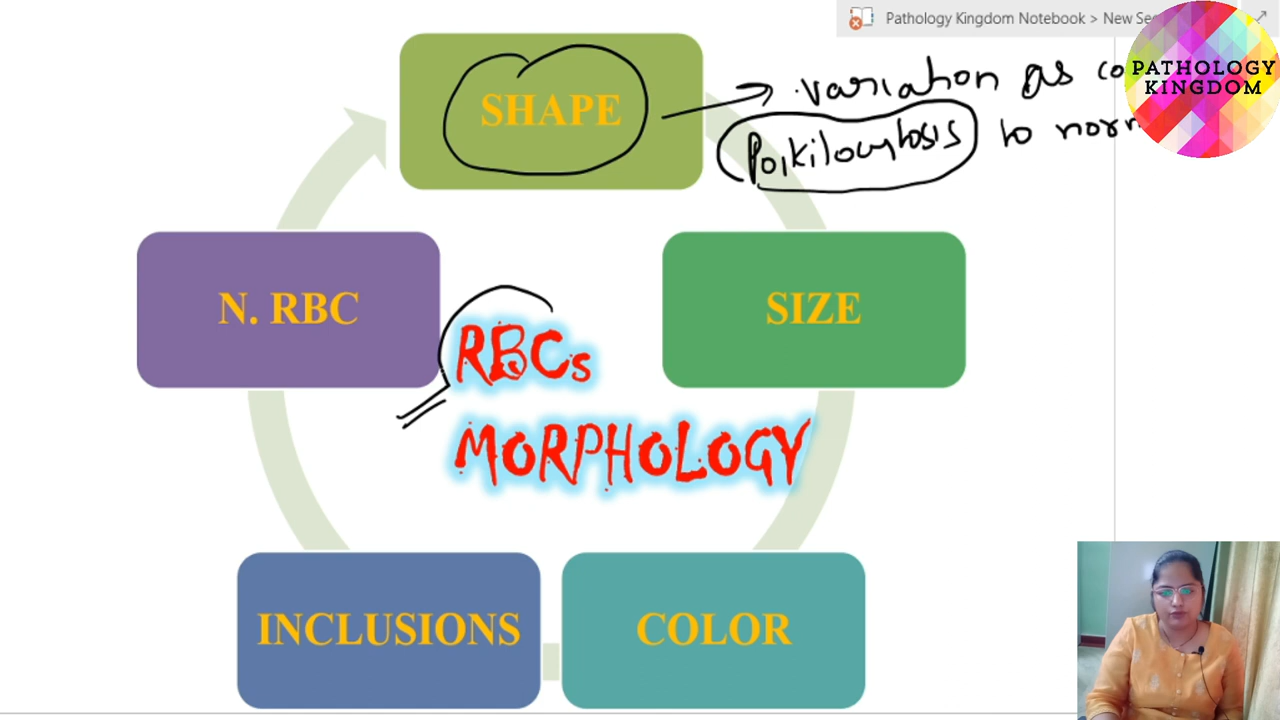 Pathology Kingdom Notebook > New Sec
PATHOLOGY
KINGDOM
SHAPE
variation as co
Poikilocytosis to norm
N. RBC
SIZE
RBCs
MORPHOLOGY
INCLUSIONS
COLOR